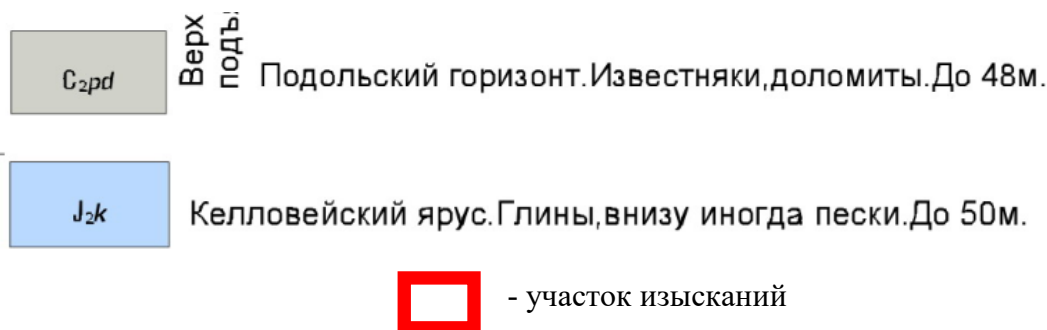 Верх
подъ
C₂pd Подольский горизонт.Известняки,доломиты.До 48м.
J₂k Келловейский ярус.Глины,внизу иногда пески.До 50м.
- участок изысканий